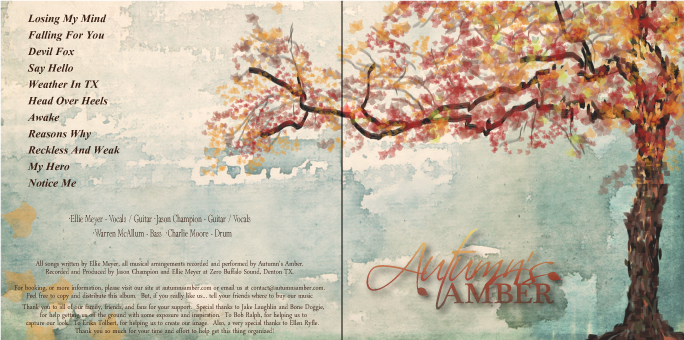 Losing My Mind
Falling For You
Devil Fox
Say Hello
Weather In TX
Head Over Heels
Awake
Reasons Why
Reckless And Weak
My Hero
Notice Me
·Ellie Meyer - Vocals / Guitar ·Jason Champion - Guitar / Vocals
·Warren McAllum - Bass ·Charlie Moore - Drum
All songs written by Ellie Meyer, all musical arrangements recorded and performed by Autumn's Amber.
Recorded and Produced by Jason Champion and Ellie Meyer at Zero Buffalo Sound, Denton TX.
For booking, or more information, please visit our site at autumnsamber.com or email us at contact@autumnsamber.com
Feel free to copy and distribute this album. But, if you really like us... tell your friends where to buy our music
Thank you to all of our family, friends, and fans for your support. Special thanks to Jake Laughlin and Bone Doggie,
for help getting us off the ground with some exposure and inspiration. To Bob Ralph, for helping us
capture our look. To Erika Tolbert, for helping us to create our image. Also, a very special thanks to Ellen Ryfle.
Thank you so much for your time and effort to help get this thing organized!
Autumn's
AMBER